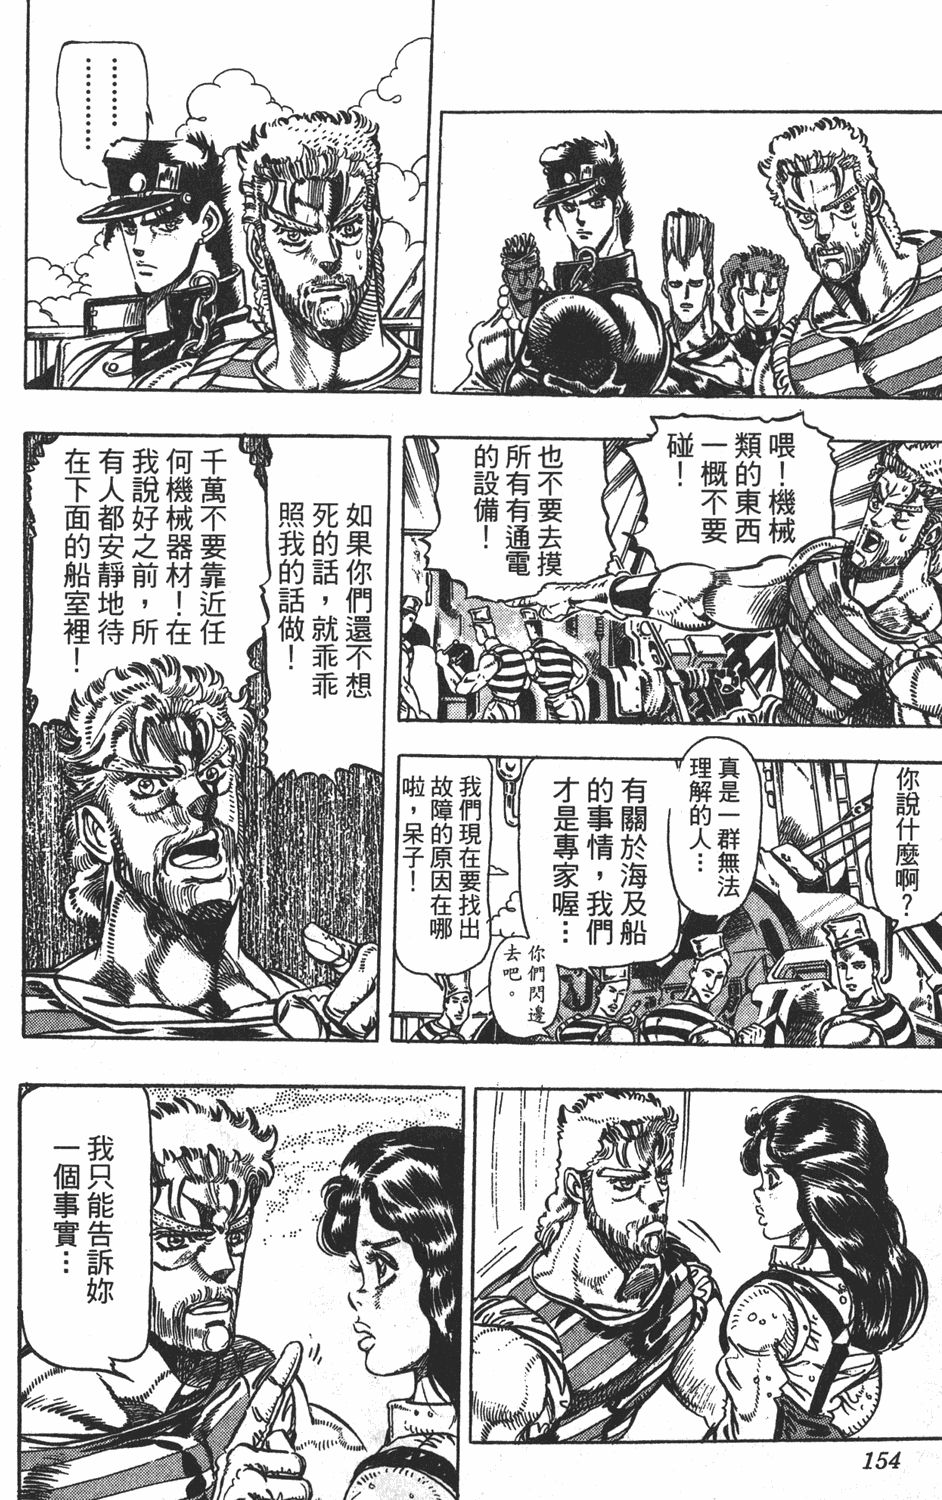 …………
…………
喂！機械
類的東西
一概不要
碰！
也不要去摸
所有有通電
的設備！
如果你們還不想
死的話，就乖乖
照我的話做！
千萬不要靠近任
何機械器材！在
我說好之前，所
有人都安靜地待
在下面的船室裡！
你說什麼啊？
真是一群無法
理解的人…
有關於海及船
的事情，我們
才是專家喔…
你們閃邊
去吧。
我們現在要找出
故障的原因在哪
啦，呆子！
我只能告訴妳
一個事實…
154